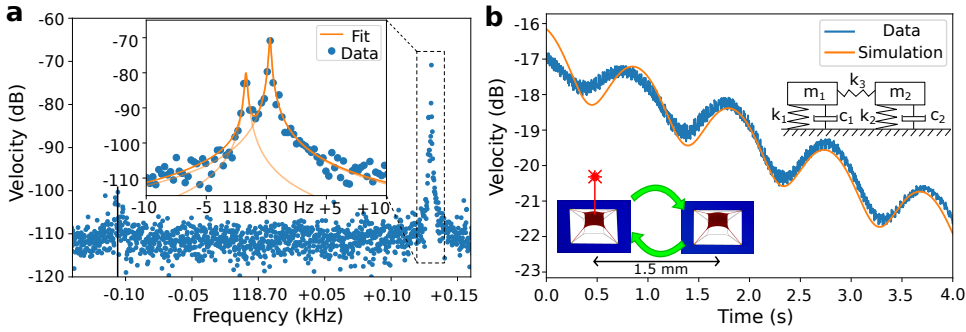 a
-60
-70
-80
-90
-100
-110
-120
Velocity (dB)
-70
-80
-90
-100
-110
Fit
Data
-10
-5
118.830 Hz
+5
+10
-0.10
-0.05
118.70
+0.05
+0.10
+0.15
Frequency (kHz)
b
-16
-17
-18
-19
-20
-21
-22
-23
Velocity (dB)
Data
Simulation
k3
m1
m2
k1
c1
k2
c2
1.5 mm
0.0
0.5
1.0
1.5
2.0
2.5
3.0
3.5
4.0
Time (s)